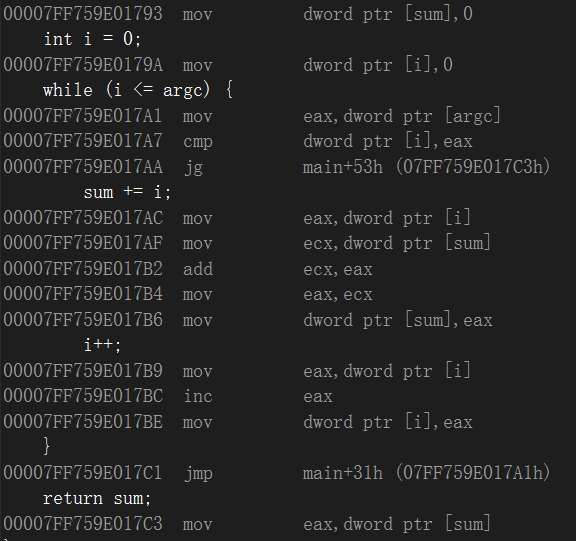 00007FF759E01793 mov dword ptr [sum],0
int i = 0;
00007FF759E0179A mov dword ptr [i],0
while (i <= argc) {
00007FF759E017A1 mov eax,dword ptr [argc]
00007FF759E017A7 cmp dword ptr [i],eax
00007FF759E017AA jg main+53h (07FF759E017C3h)
sum += i;
00007FF759E017AC mov eax,dword ptr [i]
00007FF759E017AF mov ecx,dword ptr [sum]
00007FF759E017B2 add ecx,eax
00007FF759E017B4 mov eax,ecx
00007FF759E017B6 mov dword ptr [sum],eax
i++;
00007FF759E017B9 mov eax,dword ptr [i]
00007FF759E017BC inc eax
00007FF759E017BE mov dword ptr [i],eax
}
00007FF759E017C1 jmp main+31h (07FF759E017A1h)
return sum;
00007FF759E017C3 mov eax,dword ptr [sum]